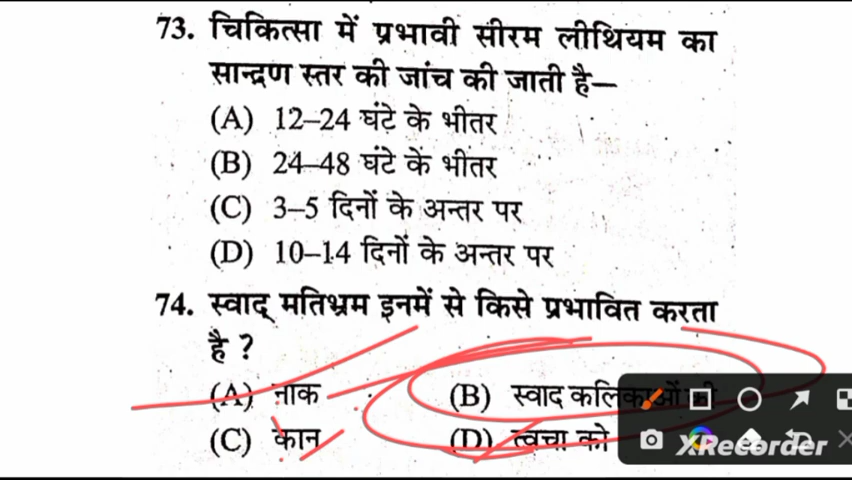 73. चिकित्सा में प्रभावी सीरम लीथियम का
सान्द्रण स्तर की जांच की जाती है—
(A) 12–24 घंटे के भीतर
(B) 24–48 घंटे के भीतर
(C) 3–5 दिनों के अन्तर पर
(D) 10–14 दिनों के अन्तर पर
74. स्वाद् मतिभ्रम इनमें से किसे प्रभावित करता
है ?
(A) नाक (B) स्वाद कलिकाओं की
(C) कान (D) त्वचा को
XRecorder